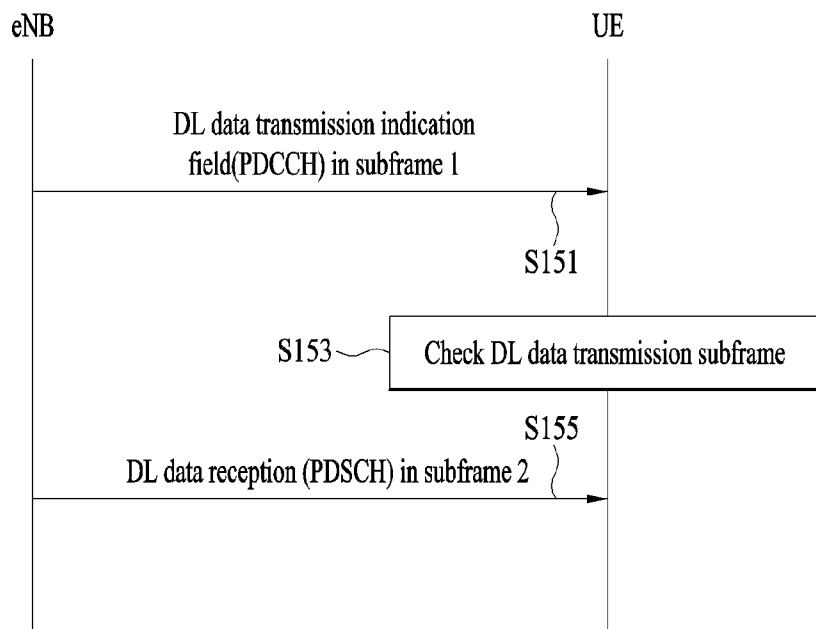 eNB
UE
DL data transmission indication
field(PDCCH) in subframe 1
S151
S153
Check DL data transmission subframe
S155
DL data reception (PDSCH) in subframe 2